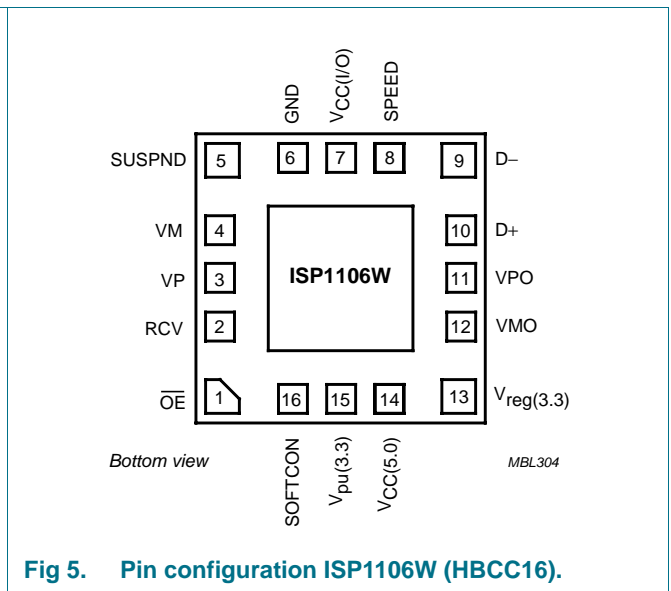 GND
VCC(I/O)
SPEED
SUSPND 5 6 7 8 9 D−
VM 4 10 D+
VP 3 ISP1106W 11 VPO
RCV 2 12 VMO
OE 1 16 15 14 13 Vreg(3.3)
Bottom view
SOFTCON
Vpu(3.3)
VCC(5.0)
MBL304
Fig 5. Pin configuration ISP1106W (HBCC16).